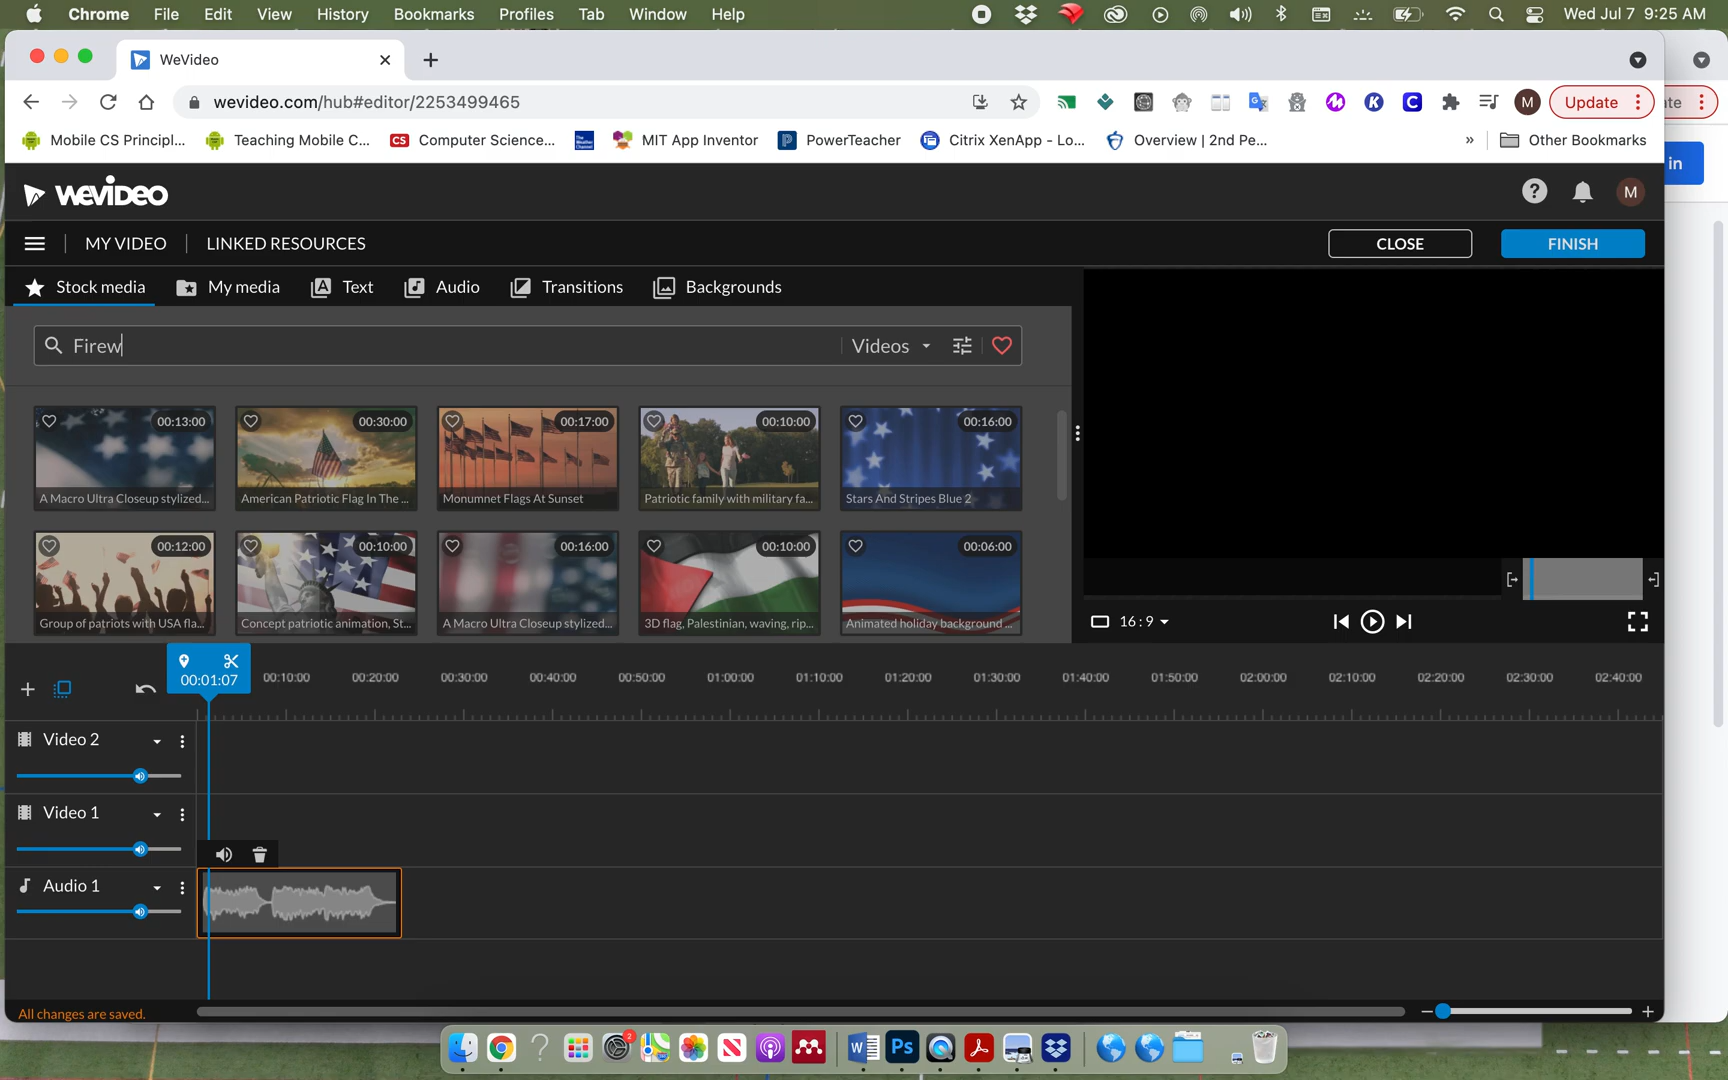 Chrome File Edit View History Bookmarks Profiles Tab Window Help Wed Jul 7 9:25 AM
WeVideo
wevideo.com/hub#editor/2253499465
M Update
Mobile CS Principl... Teaching Mobile C... CS Computer Science... MIT App Inventor PowerTeacher Citrix XenApp - Lo... Overview | 2nd Pe... » Other Bookmarks
in
WeVideo
M
MY VIDEO LINKED RESOURCES CLOSE FINISH
Stock media My media Text Audio Transitions Backgrounds
Firew Videos
00:13:00 00:30:00 00:17:00 00:10:00 00:16:00
A Macro Ultra Closeup stylized... American Patriotic Flag In The ... Monumnet Flags At Sunset Patriotic family with military fa... Stars And Stripes Blue 2
00:12:00 00:10:00 00:16:00 00:10:00 00:06:00
Group of patriots with USA fla... Concept patriotic animation, St... A Macro Ultra Closeup stylized... 3D flag, Palestinian, waving, rip... Animated holiday background ...
16:9
00:01:07 00:10:00 00:20:00 00:30:00 00:40:00 00:50:00 01:00:00 01:10:00 01:20:00 01:30:00 01:40:00 01:50:00 02:00:00 02:10:00 02:20:00 02:30:00 02:40:00
Video 2
Video 1
Audio 1
All changes are saved.